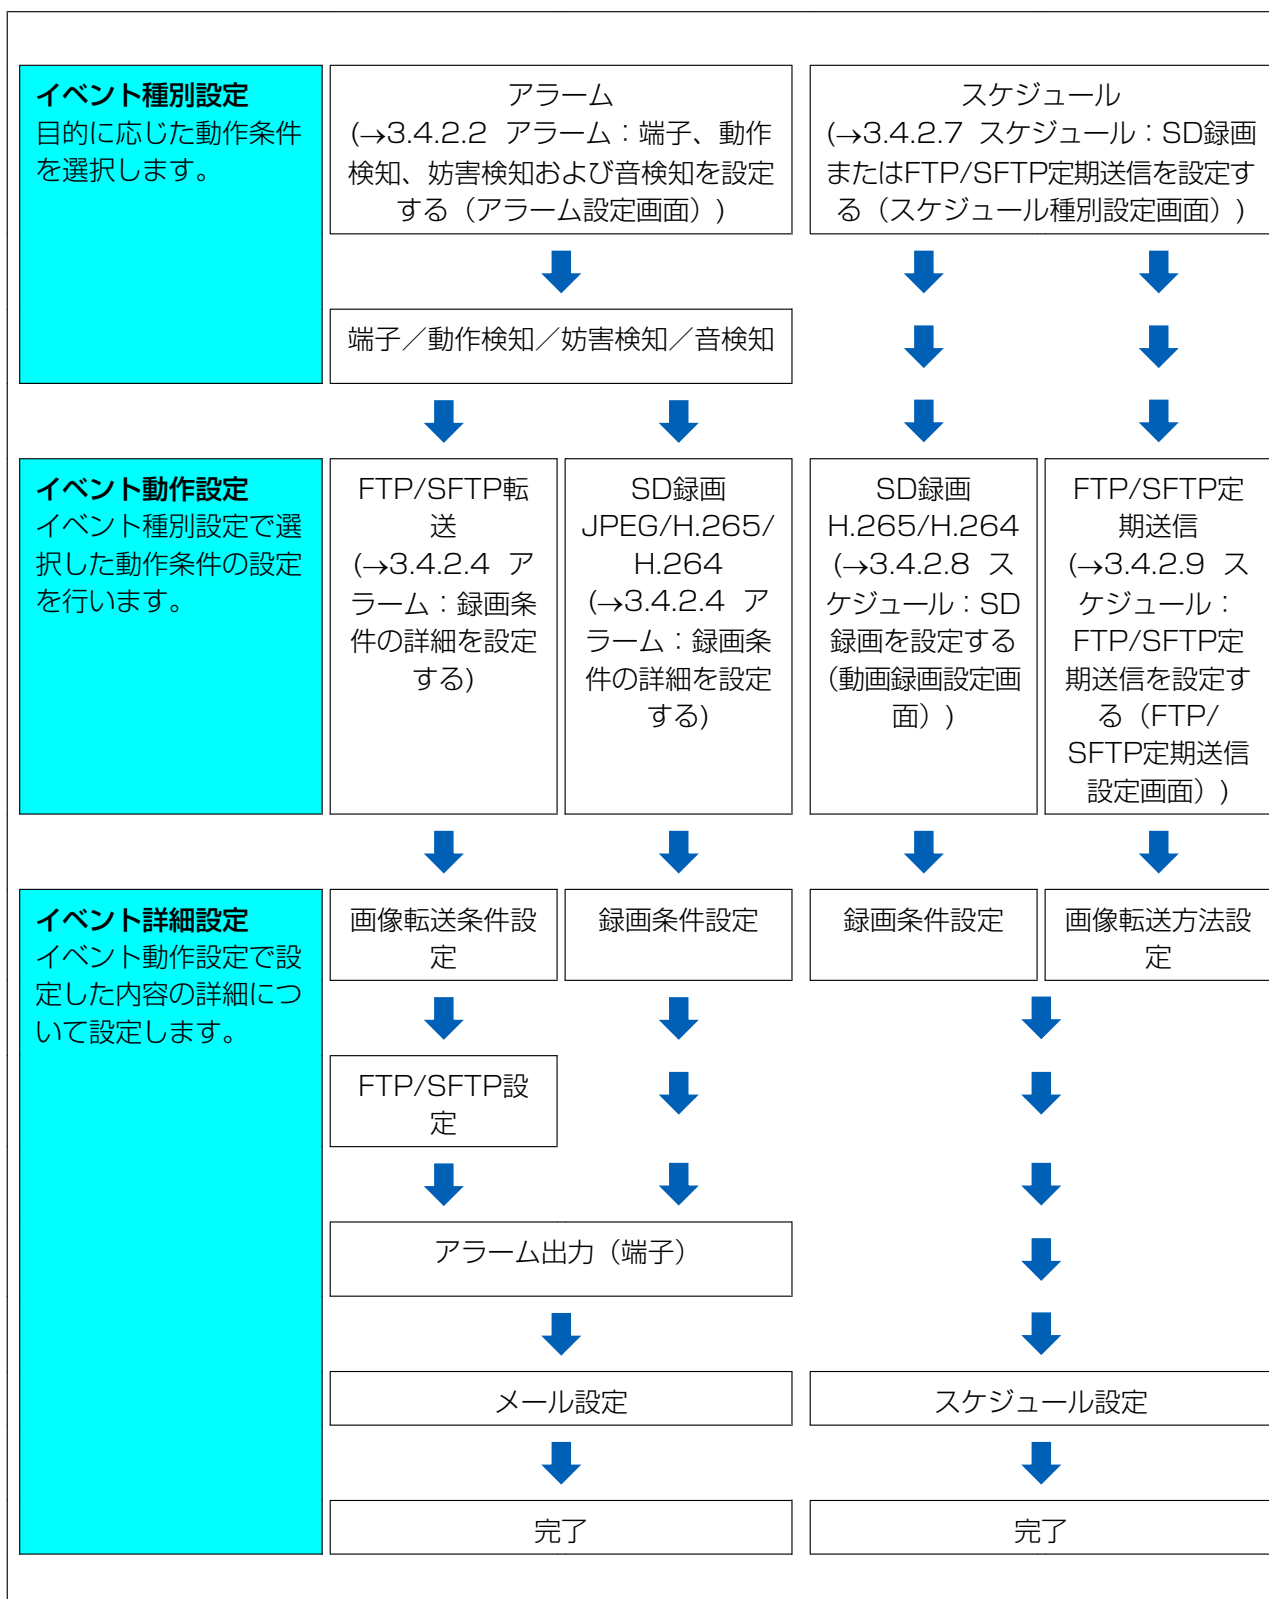 イベント種別設定
目的に応じた動作条件
を選択します。
アラーム
(→3.4.2.2 アラーム：端子、動作
検知、妨害検知および音検知を設定
する（アラーム設定画面）)
スケジュール
(→3.4.2.7 スケジュール：SD録画
またはFTP/SFTP定期送信を設定す
る（スケジュール種別設定画面）)
端子／動作検知／妨害検知／音検知
イベント動作設定
イベント種別設定で選
択した動作条件の設定
を行います。
FTP/SFTP転
送
(→3.4.2.4 ア
ラーム：録画条
件の詳細を設定
する)
SD録画
JPEG/H.265/
H.264
(→3.4.2.4 ア
ラーム：録画条
件の詳細を設定
する)
SD録画
H.265/H.264
(→3.4.2.8 ス
ケジュール：SD
録画を設定する
（動画録画設定画
面）)
FTP/SFTP定
期送信
(→3.4.2.9 ス
ケジュール：
FTP/SFTP定
期送信を設定す
る（FTP/
SFTP定期送信
設定画面）)
イベント詳細設定
イベント動作設定で設
定した内容の詳細につ
いて設定します。
画像転送条件設
定
録画条件設定
録画条件設定
画像転送方法設
定
FTP/SFTP設
定
アラーム出力（端子）
メール設定
スケジュール設定
完了
完了